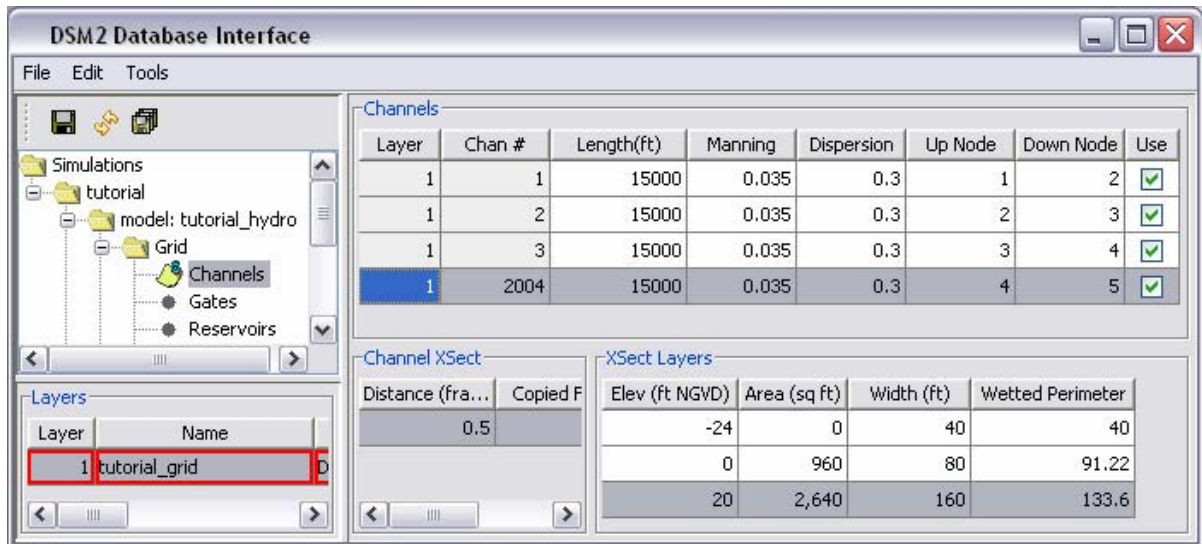 DSM2 Database Interface
File Edit Tools
Simulations
tutorial
model: tutorial_hydro
Grid
Channels
Gates
Reservoirs
Layers
Layer Name
1 tutorial_grid D
Channels
Layer Chan # Length(ft) Manning Dispersion Up Node Down Node Use
1 1 15000 0.035 0.3 1 2
1 2 15000 0.035 0.3 2 3
1 3 15000 0.035 0.3 3 4
1 2004 15000 0.035 0.3 4 5
Channel XSect
Distance (fra... Copied F
0.5
XSect Layers
Elev (ft NGVD) Area (sq ft) Width (ft) Wetted Perimeter
-24 0 40 40
0 960 80 91.22
20 2,640 160 133.6